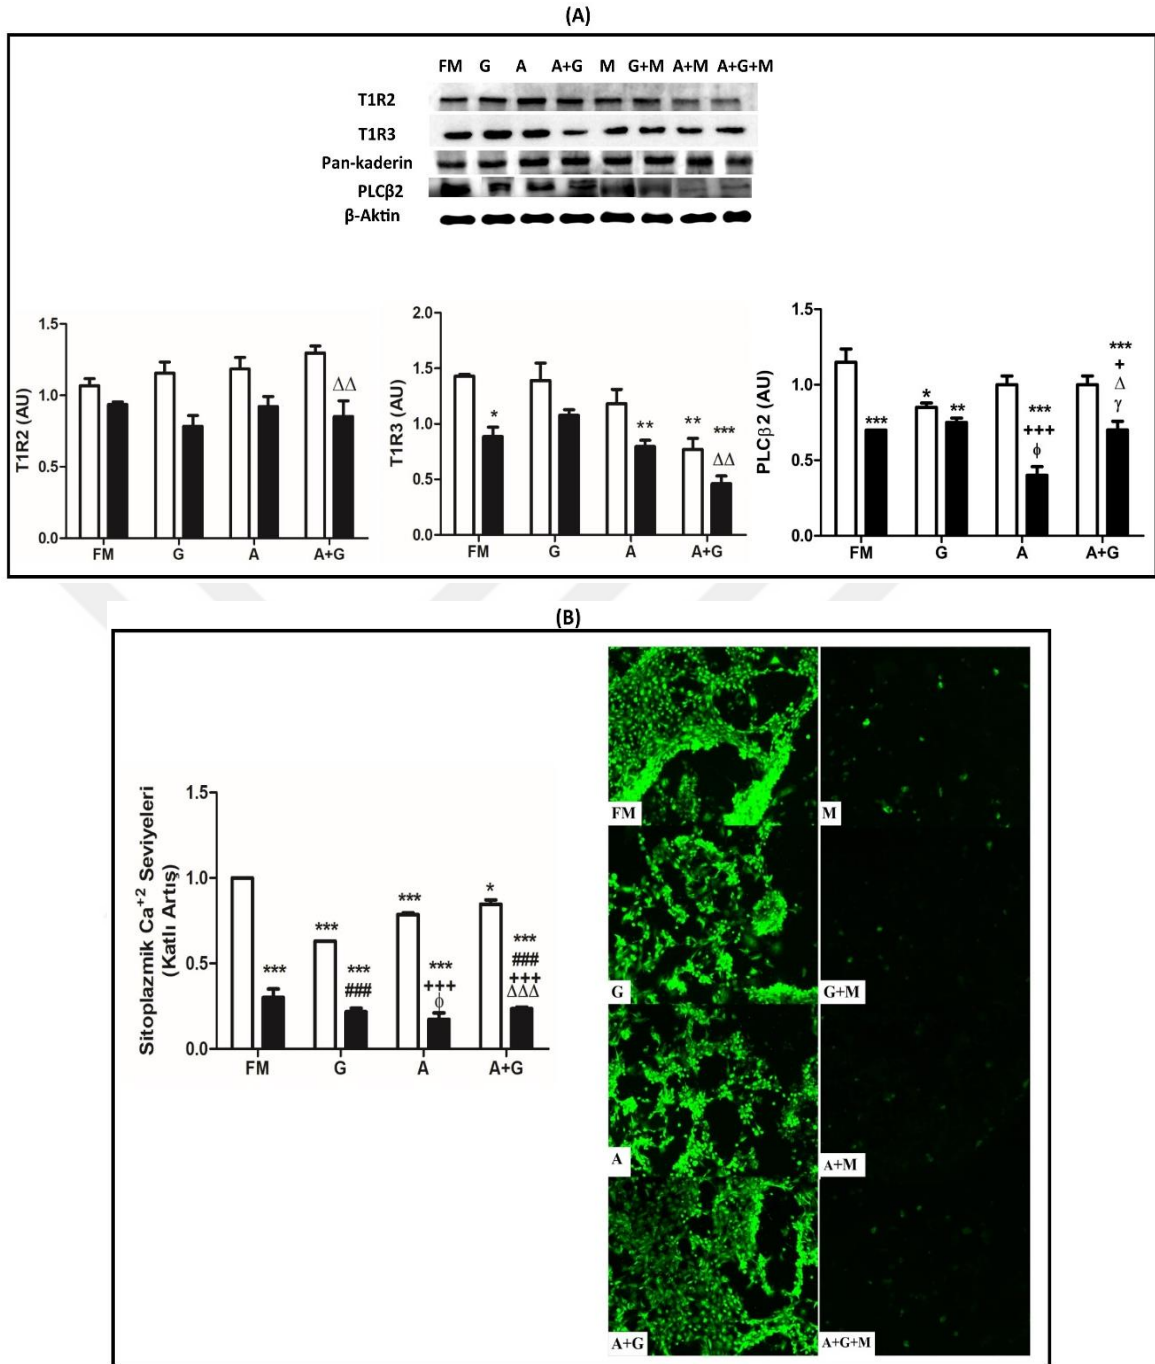 (A)
FM G A A+G M G+M A+M A+G+M
T1R2
T1R3
Pan-kaderin
PLCβ2
β-Aktin
T1R2 (AU)
1.5
1.0
0.5
0.0
ΔΔ
FM G A A+G
T1R3 (AU)
2.0
1.5
1.0
0.5
0.0
*
**
**
***
ΔΔ
FM G A A+G
PLCβ2 (AU)
1.5
1.0
0.5
0.0
***
*
**
***
+++
ϕ
***
+
Δ
γ
FM G A A+G
(B)
Sitoplazmik Ca+2 Seviyeleri
(Katlı Artış)
1.5
1.0
0.5
0.0
***
***
***
###
***
***
+++
ϕ
*
***
###
+++
ΔΔΔ
FM G A A+G
FM
M
G
G+M
A
A+M
A+G
A+G+M